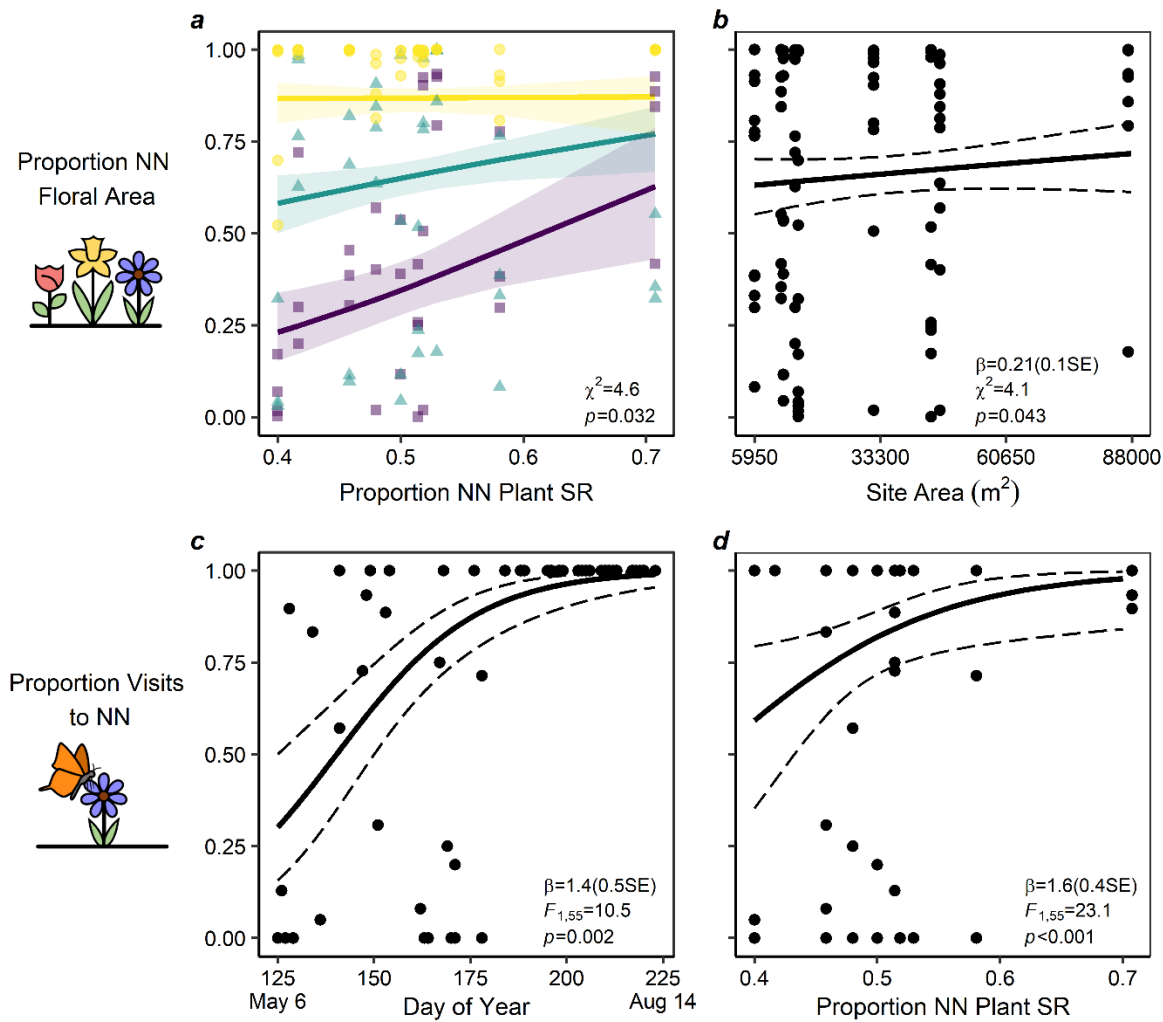 a
b
Proportion NN
Floral Area
1.00
0.75
0.50
0.25
0.00
χ²=4.6
p=0.032
β=0.21(0.1SE)
χ²=4.1
p=0.043
0.4 0.5 0.6 0.7
Proportion NN Plant SR
5950 33300 60650 88000
Site Area (m²)
c
d
Proportion Visits
to NN
1.00
0.75
0.50
0.25
0.00
β=1.4(0.5SE)
F1,55=10.5
p=0.002
β=1.6(0.4SE)
F1,55=23.1
p<0.001
125 150 175 200 225
May 6 Day of Year Aug 14
0.4 0.5 0.6 0.7
Proportion NN Plant SR